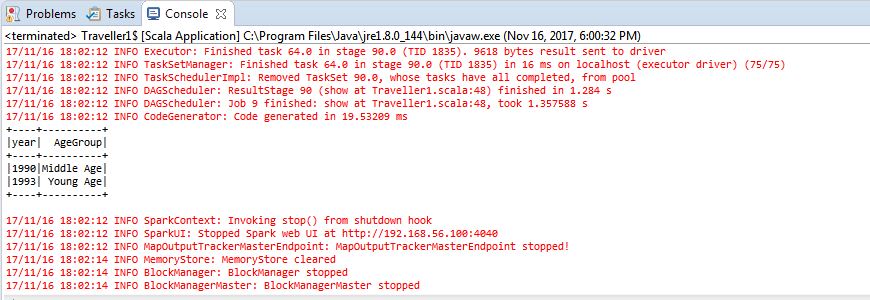 Problems Tasks Console
<terminated> Traveller1$ [Scala Application] C:\Program Files\Java\jre1.8.0_144\bin\javaw.exe (Nov 16, 2017, 6:00:32 PM)
17/11/16 18:02:12 INFO Executor: Finished task 64.0 in stage 90.0 (TID 1835). 9618 bytes result sent to driver
17/11/16 18:02:12 INFO TaskSetManager: Finished task 64.0 in stage 90.0 (TID 1835) in 16 ms on localhost (executor driver) (75/75)
17/11/16 18:02:12 INFO TaskSchedulerImpl: Removed TaskSet 90.0, whose tasks have all completed, from pool
17/11/16 18:02:12 INFO DAGScheduler: ResultStage 90 (show at Traveller1.scala:48) finished in 1.284 s
17/11/16 18:02:12 INFO DAGScheduler: Job 9 finished: show at Traveller1.scala:48, took 1.357588 s
17/11/16 18:02:12 INFO CodeGenerator: Code generated in 19.53209 ms
+----+----------+
|year|  AgeGroup|
+----+----------+
|1990|Middle Age|
|1993| Young Age|
+----+----------+
17/11/16 18:02:12 INFO SparkContext: Invoking stop() from shutdown hook
17/11/16 18:02:12 INFO SparkUI: Stopped Spark web UI at http://192.168.56.100:4040
17/11/16 18:02:12 INFO MapOutputTrackerMasterEndpoint: MapOutputTrackerMasterEndpoint stopped!
17/11/16 18:02:14 INFO MemoryStore: MemoryStore cleared
17/11/16 18:02:14 INFO BlockManager: BlockManager stopped
17/11/16 18:02:14 INFO BlockManagerMaster: BlockManagerMaster stopped